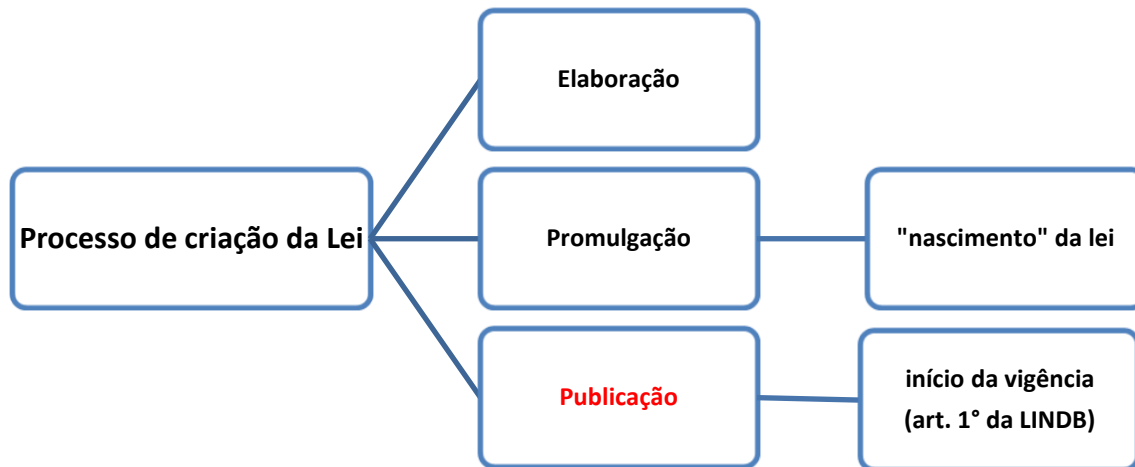 Elaboração
Processo de criação da Lei
Promulgação
"nascimento" da lei
Publicação
início da vigência
(art. 1° da LINDB)